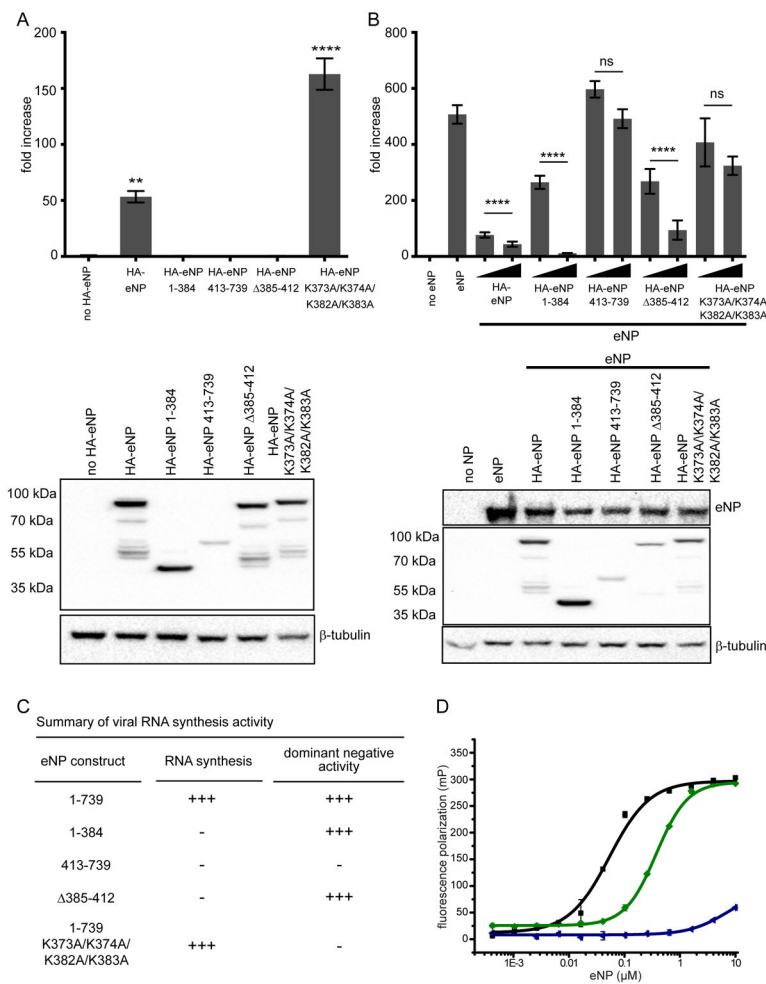 A
200
150
100
50
0
fold increase
**
****
no HA-eNP
HA-
eNP
HA-eNP
1-384
HA-eNP
413-739
HA-eNP
Δ385-412
HA-eNP
K373A/K374A/
K382A/K383A
B
800
600
400
200
0
fold increase
****
****
ns
****
ns
no eNP
eNP
HA-
eNP
HA-eNP
1-384
HA-eNP
413-739
HA-eNP
Δ385-412
HA-eNP
K373A/K374A/
K382A/K383A
eNP
no HA-eNP
HA-eNP
HA-eNP 1-384
HA-eNP 413-739
HA-eNP Δ385-412
HA-eNP
K373A/K374A/
K382A/K383A
100 kDa
70 kDa
55 kDa
35 kDa
β-tubulin
eNP
no NP
eNP
HA-eNP
HA-eNP 1-384
HA-eNP 413-739
HA-eNP Δ385-412
HA-eNP
K373A/K374A/
K382A/K383A
eNP
100 kDa
70 kDa
55 kDa
35 kDa
β-tubulin
C
Summary of viral RNA synthesis activity
eNP construct RNA synthesis dominant negative
activity
1-739 +++ +++
1-384 - +++
413-739 - -
Δ385-412 - +++
1-739
K373A/K374A/ +++ -
K382A/K383A
D
350
300
250
200
150
100
50
25
0
fluorescence polarization (mP)
1E-3 0.01 0.1 1 10
eNP (µM)